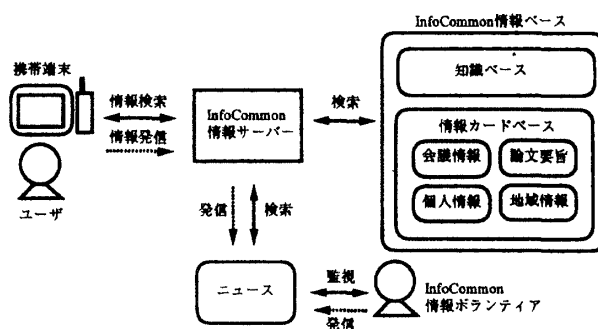 InfoCommon情報ベース
知識ベース
情報カードベース
会議情報
論文要旨
個人情報
地域情報
携帯端末
情報検索
情報発信
ユーザ
InfoCommon
情報サーバー
検索
発信
検索
ニュース
監視
発信
InfoCommon
情報ボランティア